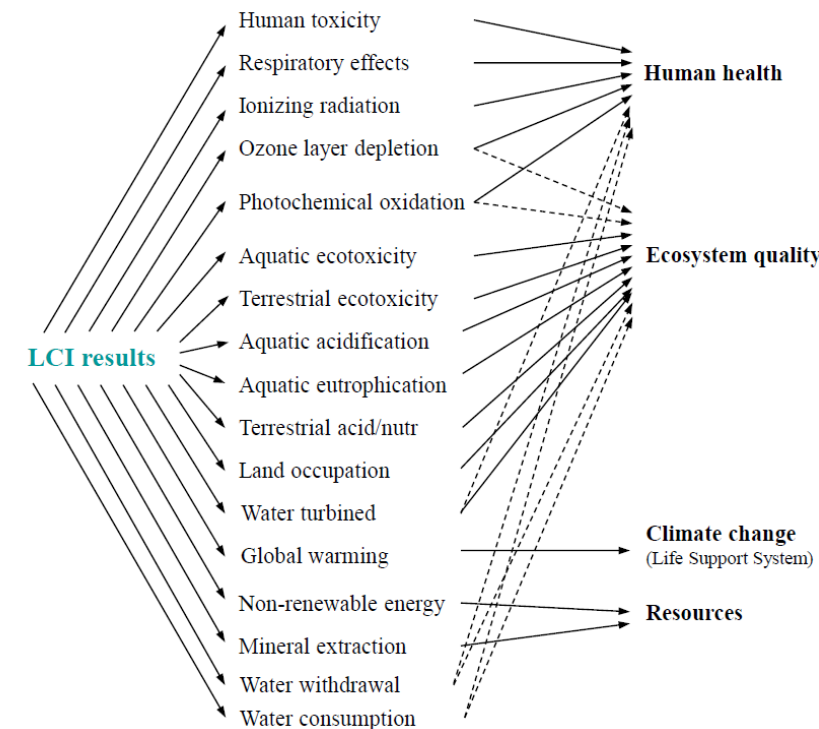 Human toxicity
Respiratory effects
Ionizing radiation
Ozone layer depletion
Photochemical oxidation
Aquatic ecotoxicity
Terrestrial ecotoxicity
Aquatic acidification
LCI results
Aquatic eutrophication
Terrestrial acid/nutr
Land occupation
Water turbined
Global warming
Non-renewable energy
Mineral extraction
Water withdrawal
Water consumption
Human health
Ecosystem quality
Climate change
(Life Support System)
Resources